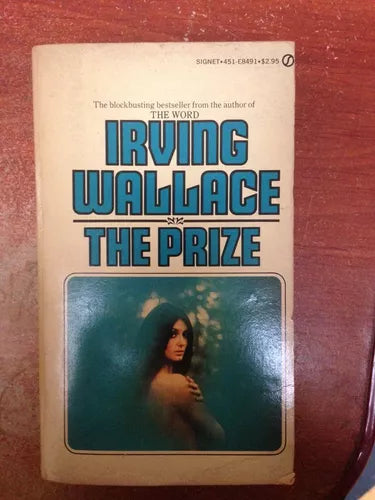 SIGNET•451-E8491•$2.95
The blockbusting bestseller from the author of
THE WORD
IRVING
WALLACE
THE PRIZE